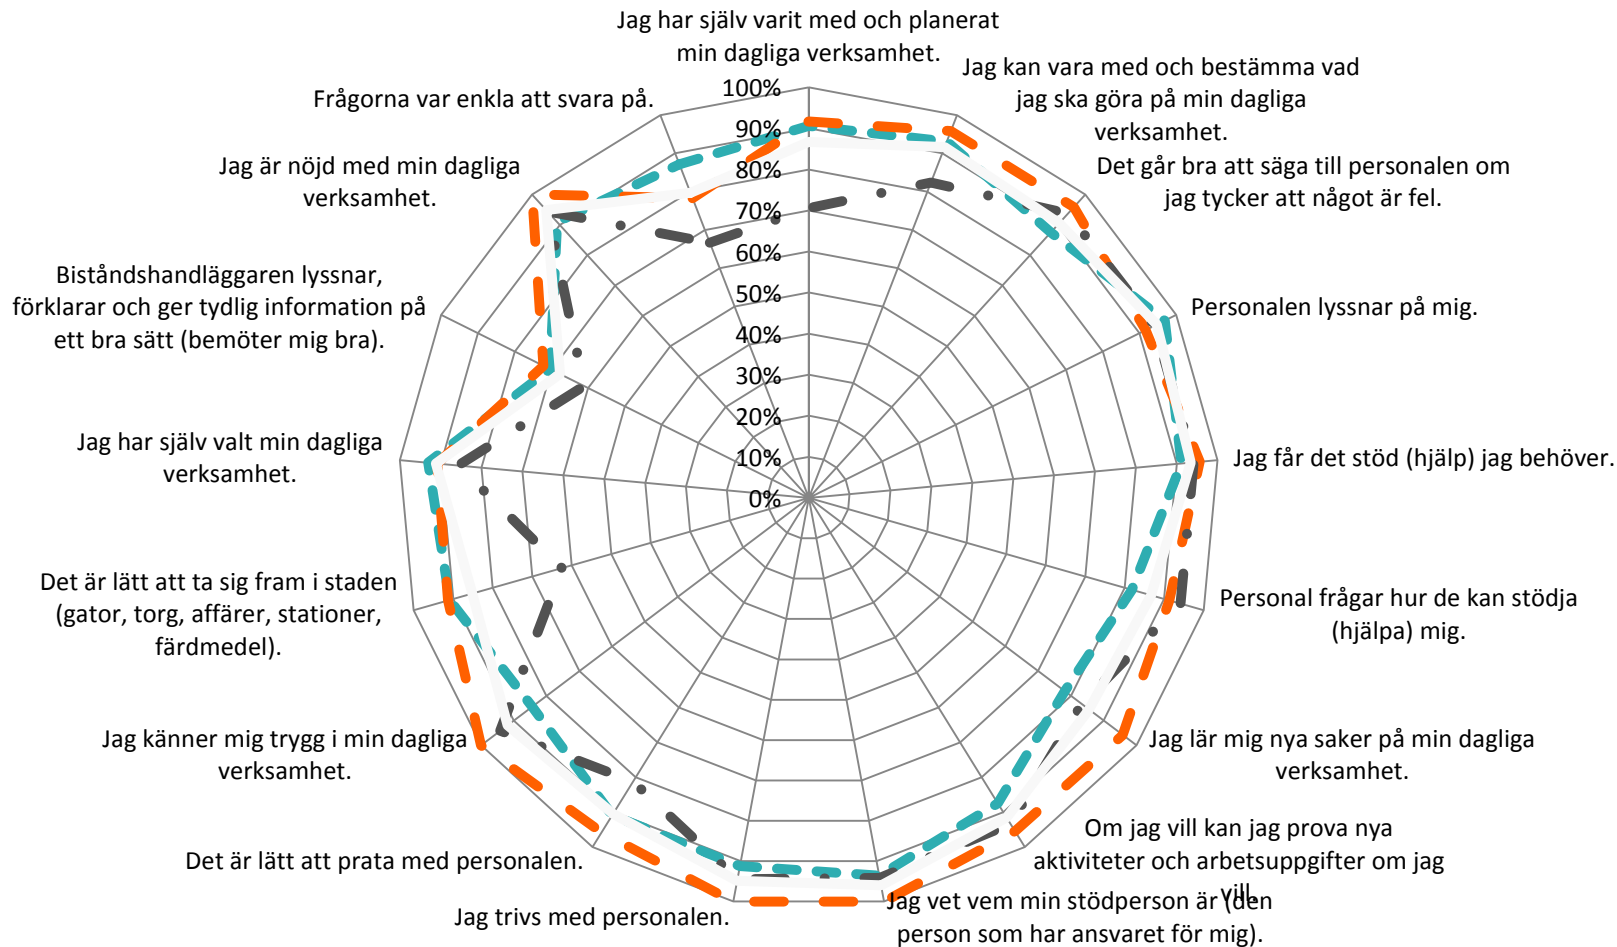 Jag har själv varit med och planerat
min dagliga verksamhet.
Jag kan vara med och bestämma vad
jag ska göra på min dagliga
verksamhet.
Det går bra att säga till personalen om
jag tycker att något är fel.
Personalen lyssnar på mig.
Jag får det stöd (hjälp) jag behöver.
Personal frågar hur de kan stödja
(hjälpa) mig.
Jag lär mig nya saker på min dagliga
verksamhet.
Om jag vill kan jag prova nya
aktiviteter och arbetsuppgifter om jag
vill.
Jag vet vem min stödperson är (den
person som har ansvaret för mig).
Jag trivs med personalen.
Det är lätt att prata med personalen.
Jag känner mig trygg i min dagliga
verksamhet.
Det är lätt att ta sig fram i staden
(gator, torg, affärer, stationer,
färdmedel).
Jag har själv valt min dagliga
verksamhet.
Biståndshandläggaren lyssnar,
förklarar och ger tydlig information på
ett bra sätt (bemöter mig bra).
Jag är nöjd med min dagliga
verksamhet.
Frågorna var enkla att svara på.
100%
90%
80%
70%
60%
50%
40%
30%
20%
10%
0%